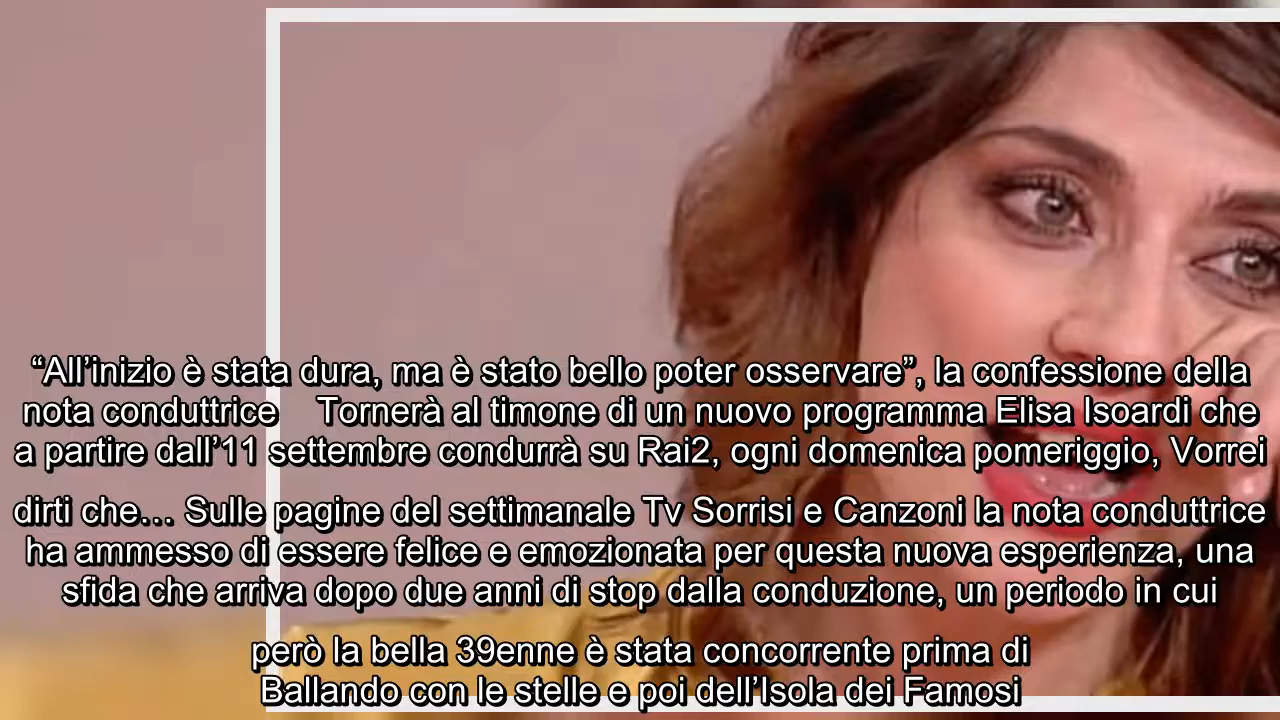 “All’inizio è stata dura, ma è stato bello poter osservare”, la confessione della
nota conduttrice    Tornerà al timone di un nuovo programma Elisa Isoardi che
a partire dall’11 settembre condurrà su Rai2, ogni domenica pomeriggio, Vorrei
dirti che… Sulle pagine del settimanale Tv Sorrisi e Canzoni la nota conduttrice
ha ammesso di essere felice e emozionata per questa nuova esperienza, una
sfida che arriva dopo due anni di stop dalla conduzione, un periodo in cui
però la bella 39enne è stata concorrente prima di
Ballando con le stelle e poi dell’Isola dei Famosi